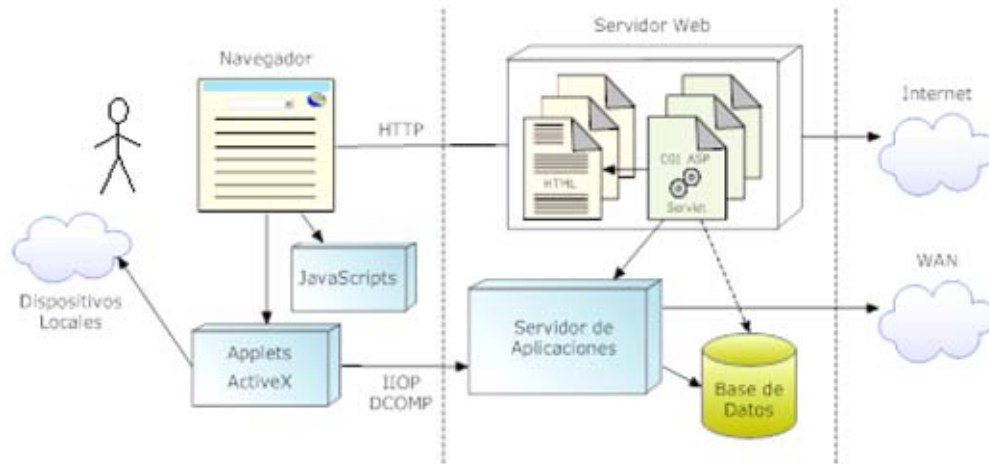 Servidor Web
Navegador
Internet
HTTP
CGI ASP
HTML
Servlet
WAN
JavaScripts
Dispositivos
Locales
Servidor de
Aplicaciones
Applets
ActiveX
IIOP
DCOMP
Base de
Datos